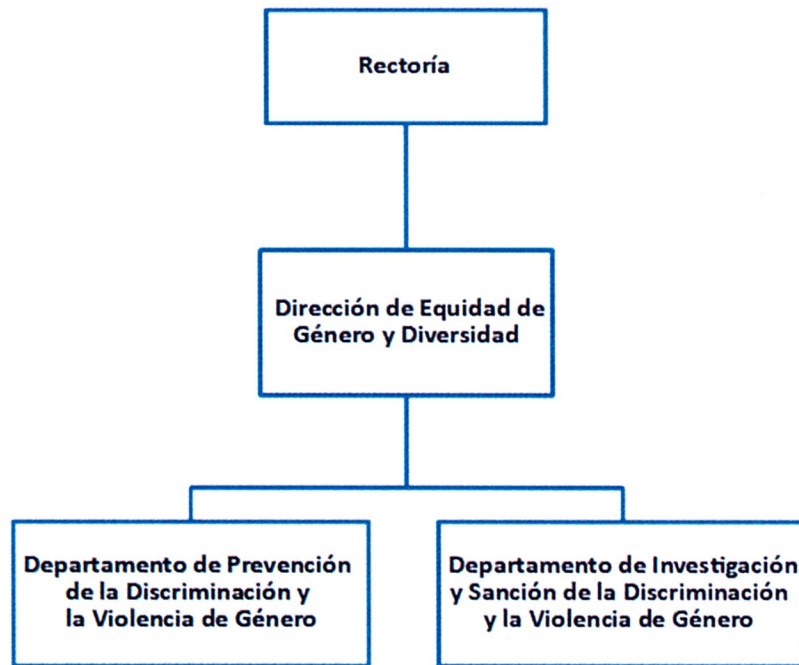 Rectoría
Dirección de Equidad de
Género y Diversidad
Departamento de Prevención
de la Discriminación y
la Violencia de Género
Departamento de Investigación
y Sanción de la Discriminación
y la Violencia de Género